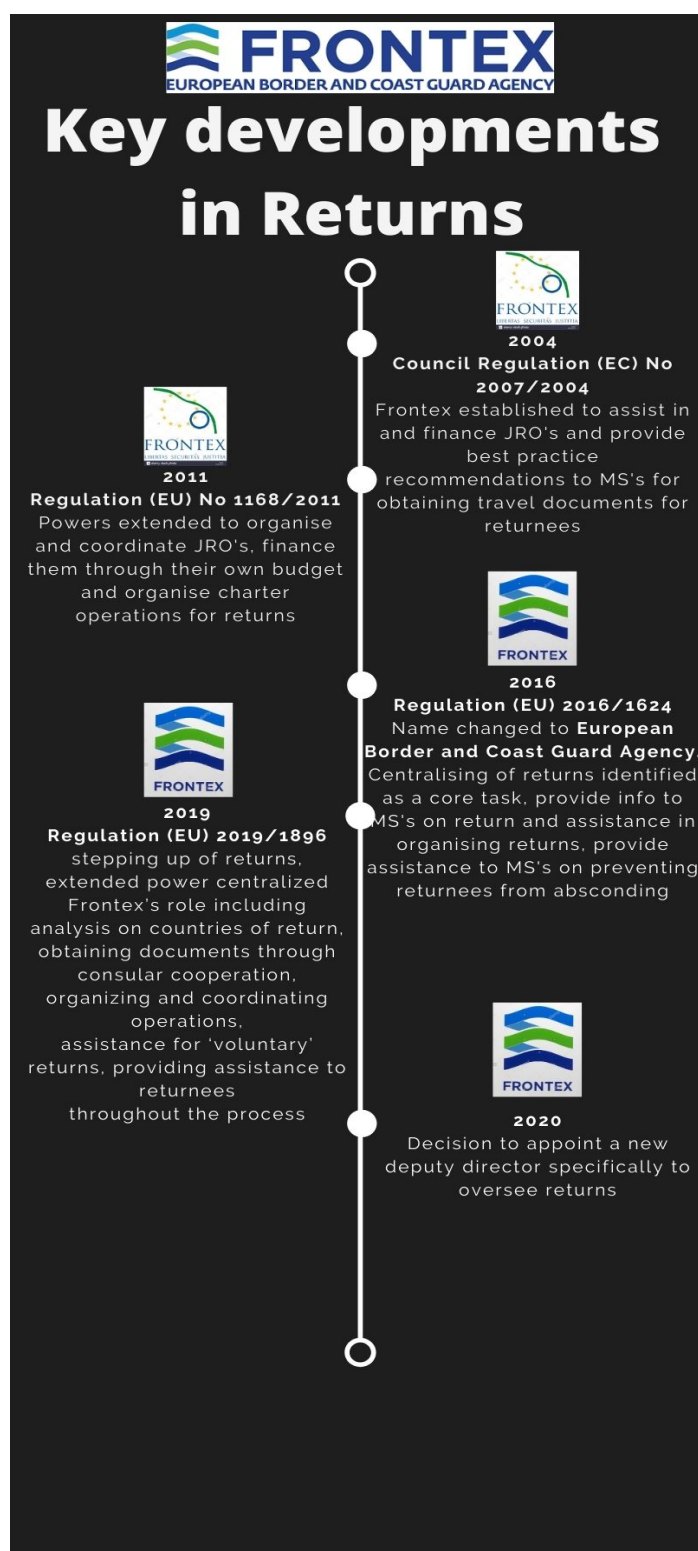 FRONTEX
EUROPEAN BORDER AND COAST GUARD AGENCY
Key developments
in Returns
FRONTEX
LIBERTAS SECURITAS JUSTITIA
2004
Council Regulation (EC) No
2007/2004
Frontex established to assist in
and finance JRO's and provide
best practice
recommendations to MS's for
obtaining travel documents for
returnees
FRONTEX
LIBERTAS SECURITAS JUSTITIA
2011
Regulation (EU) No 1168/2011
Powers extended to organise
and coordinate JRO's, finance
them through their own budget
and organise charter
operations for returns
FRONTEX
2016
Regulation (EU) 2016/1624
Name changed to European
Border and Coast Guard Agency.
Centralising of returns identified
as a core task, provide info to
MS's on return and assistance in
organising returns, provide
assistance to MS's on preventing
returnees from absconding
FRONTEX
2019
Regulation (EU) 2019/1896
stepping up of returns,
extended power centralized
Frontex's role including
analysis on countries of return,
obtaining documents through
consular cooperation,
organizing and coordinating
operations,
assistance for ‘voluntary’
returns, providing assistance to
returnees
throughout the process
FRONTEX
2020
Decision to appoint a new
deputy director specifically to
oversee returns